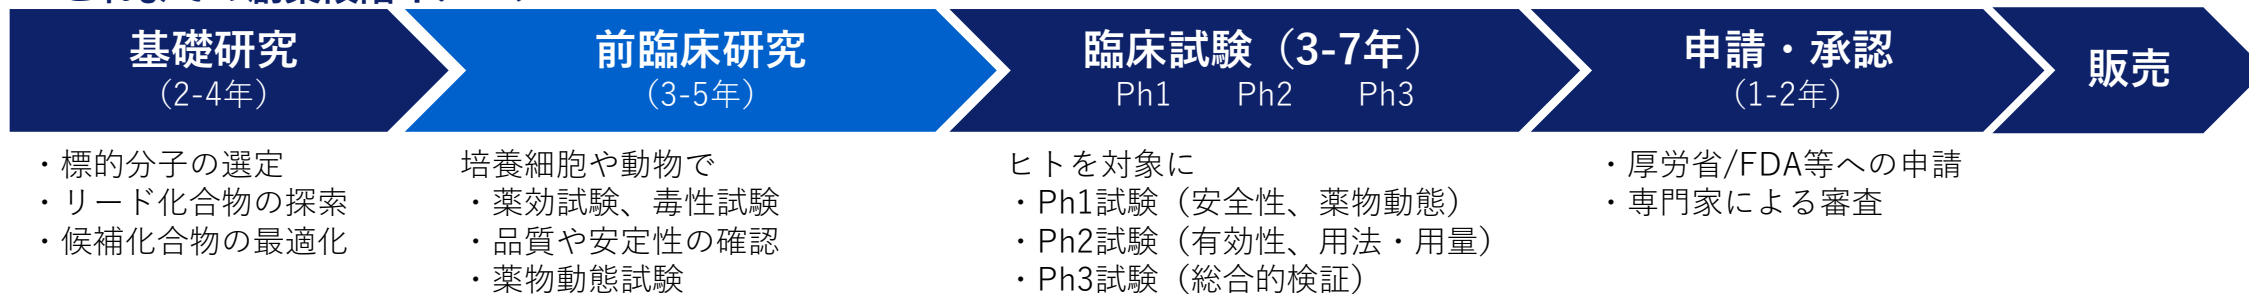 基礎研究
（2-4年）
前臨床研究
（3-5年）
臨床試験（3-7年）
Ph1 Ph2 Ph3
申請・承認
（1-2年）
販売
・標的分子の選定
・リード化合物の探索
・候補化合物の最適化
培養細胞や動物で
・薬効試験、毒性試験
・品質や安定性の確認
・薬物動態試験
ヒトを対象に
・Ph1試験（安全性、薬物動態）
・Ph2試験（有効性、用法・用量）
・Ph3試験（総合的検証）
・厚労省/FDA等への申請
・専門家による審査